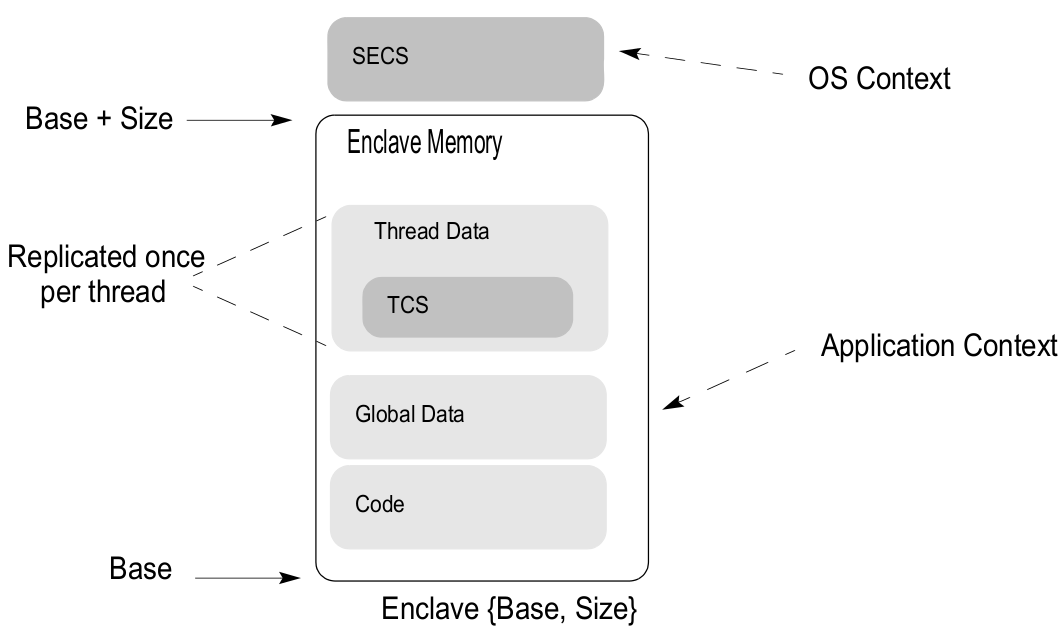 SECS
OS Context
Base + Size
Enclave Memory
Thread Data
Replicated once
per thread
TCS
Application Context
Global Data
Code
Base
Enclave {Base, Size}